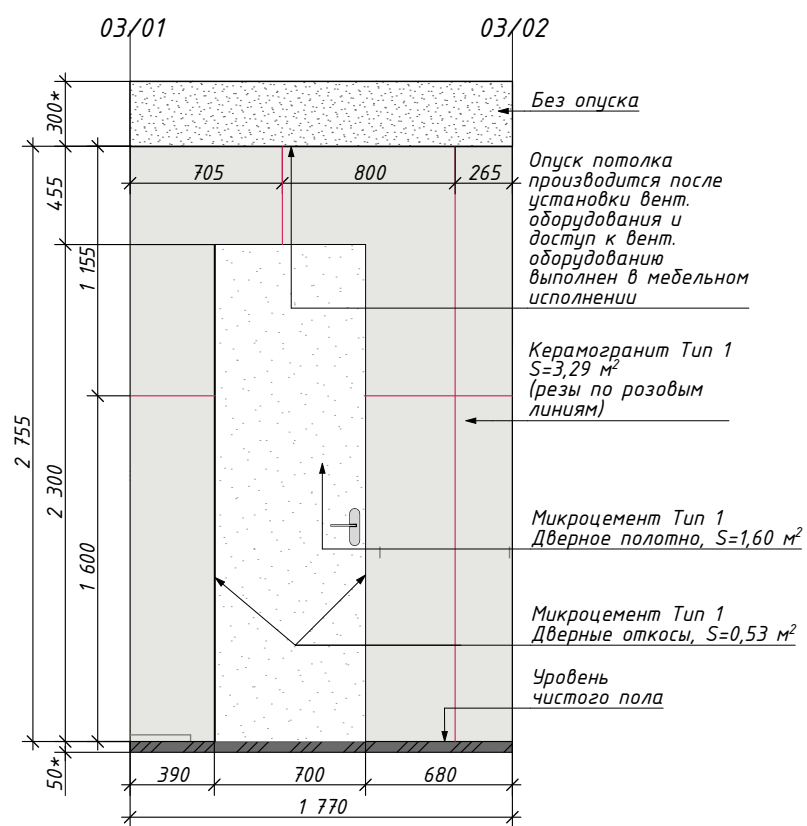 03/01
03/02
300*
Без опуска
705
800
265
455
1 155
Опуск потолка
производится после
установки вент.
оборудования и
доступ к вент.
оборудованию
выполнен в мебельном
исполнении
Керамогранит Тип 1
S=3,29 м²
(резы по розовым
линиям)
2 755
2 300
1 600
Микроцемент Тип 1
Дверное полотно, S=1,60 м²
Микроцемент Тип 1
Дверные откосы, S=0,53 м²
Уровень
чистого пола
50*
390
700
680
1 770